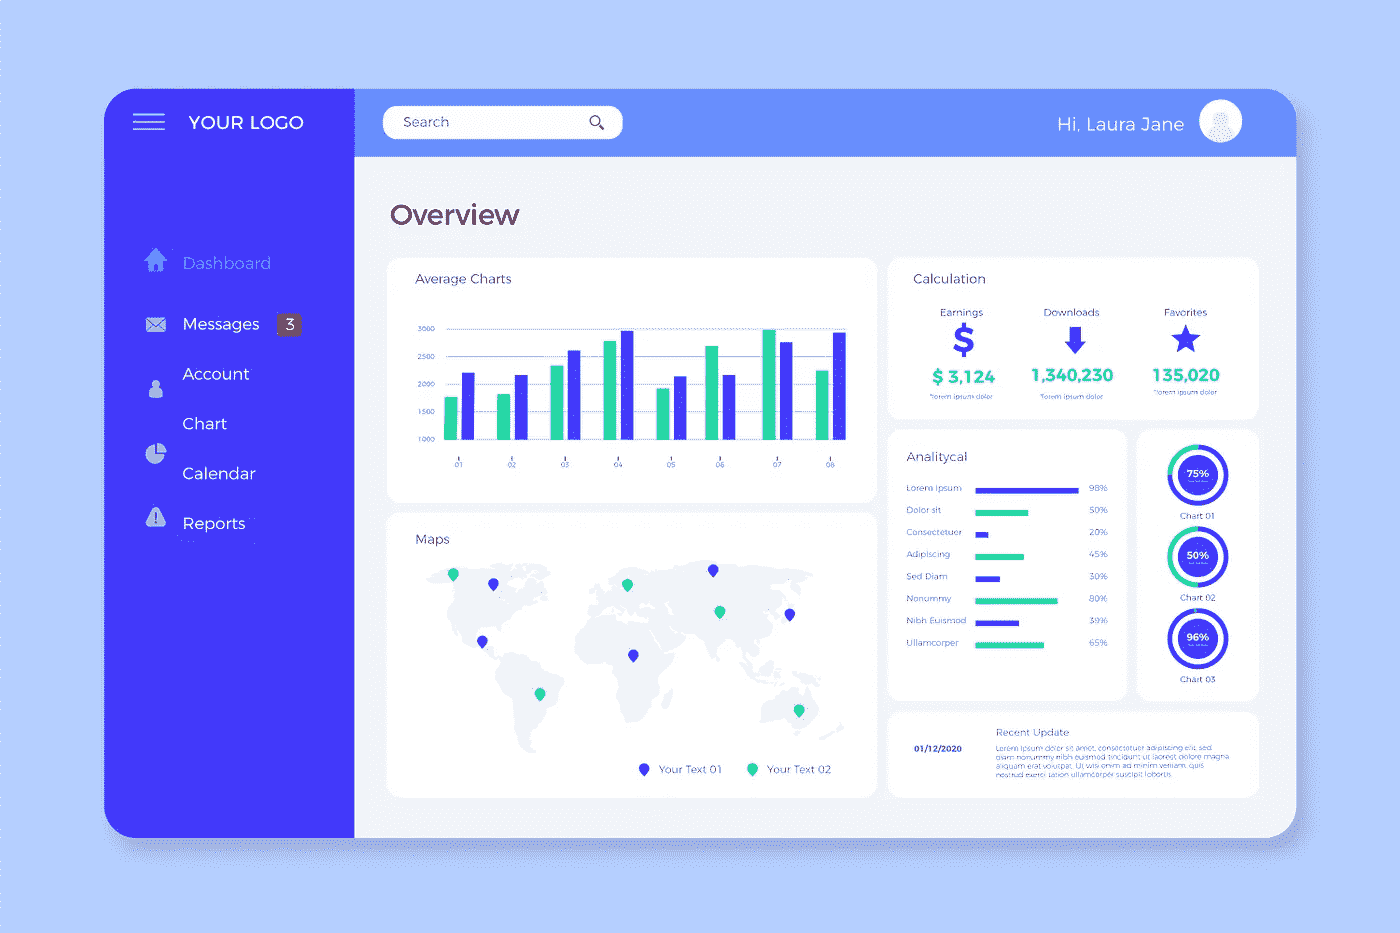 YOUR LOGO
Search
Hi, Laura Jane
Dashboard
Messages 3
Account
Chart
Calendar
Reports
Overview
Average Charts
3000
2500
2000
1500
1000
01 02 03 04 05 06 07 08
Maps
Your Text 01 Your Text 02
Calculation
Earnings Downloads Favorites
$ 3,124 1,340,230 135,020
lorem ipsum dolor lorem ipsum dolor lorem ipsum dolor
Analitycal
Lorem Ipsum 98%
Dolor sit 50%
Consectetuer 20%
Adipiscing 45%
Sed Diam 30%
Nonummy 80%
Nibh Euismod 39%
Ullamcorper 65%
75%
Chart 01
50%
Chart 02
96%
Chart 03
01/12/2020
Recent Update
Lorem ipsum dolor sit amet, consectetuer adipiscing elit, sed
diam nonummy nibh euismod tincidunt ut laoreet dolore magna
aliquam erat volutpat. Ut wisi enim ad minim veniam, quis
nostrud exerci tation ullamcorper suscipit lobortis